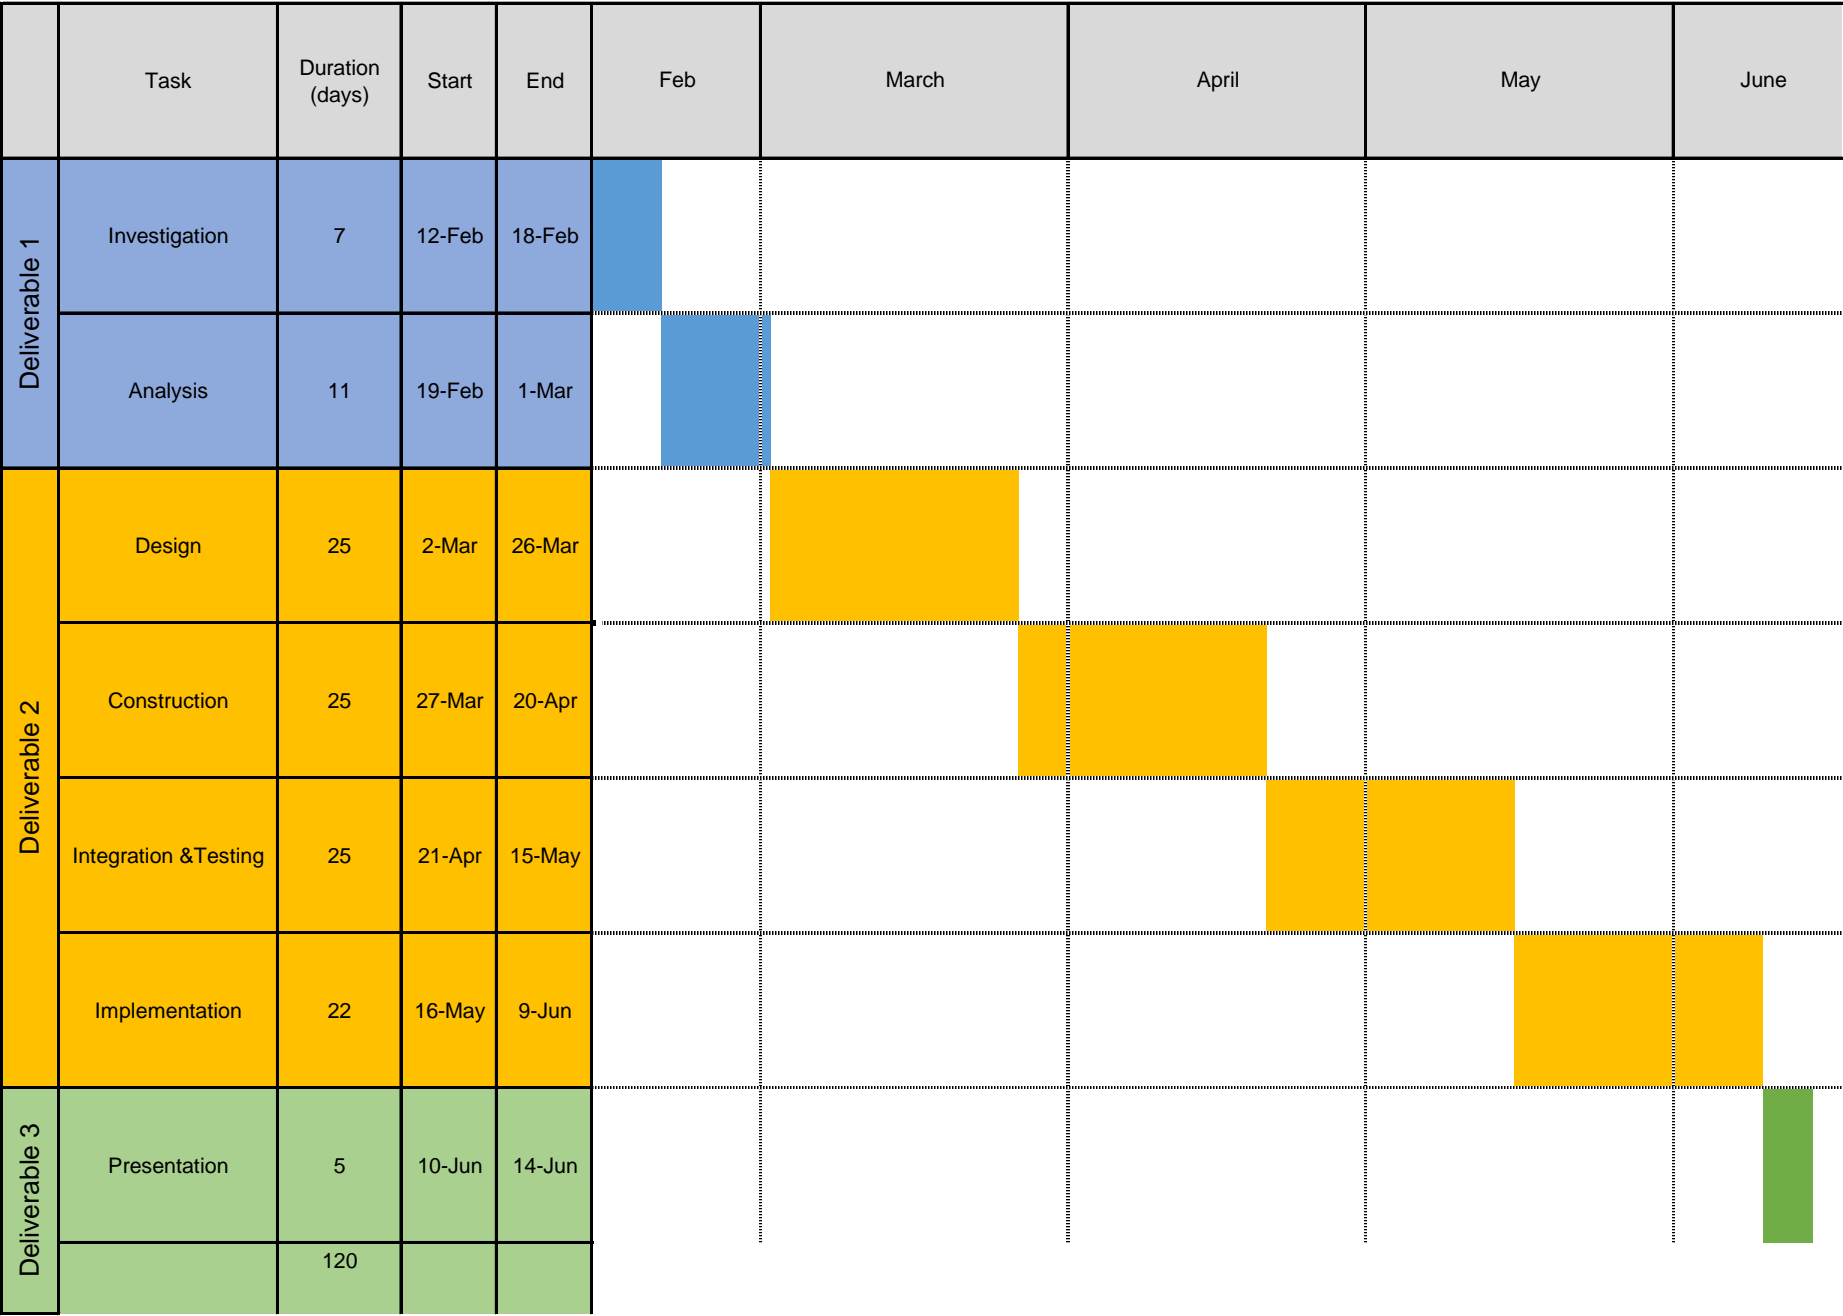 Task Duration (days) Start End Feb March April May June
Deliverable 1
Investigation 7 12-Feb 18-Feb
Analysis 11 19-Feb 1-Mar
Deliverable 2
Design 25 2-Mar 26-Mar
Construction 25 27-Mar 20-Apr
Integration &Testing 25 21-Apr 15-May
Implementation 22 16-May 9-Jun
Deliverable 3
Presentation 5 10-Jun 14-Jun
120